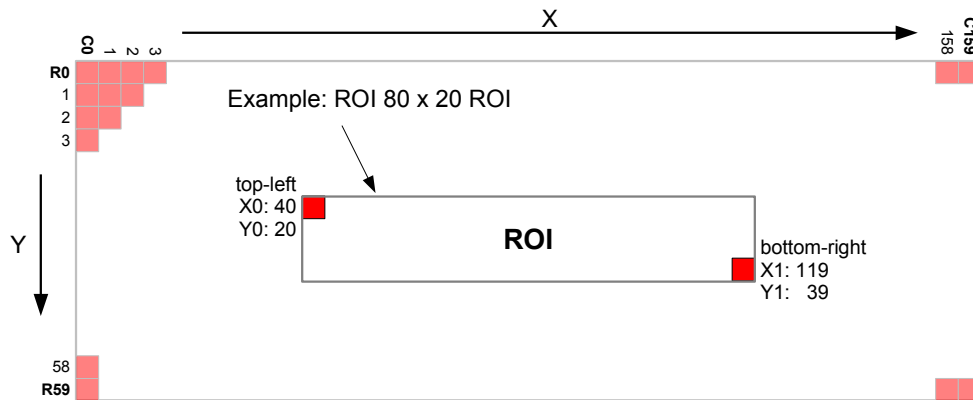 X
C0
1
2
3
158
C159
R0
1
2
3
Example: ROI 80 x 20 ROI
top-left
X0: 40
Y0: 20
Y
ROI
bottom-right
X1: 119
Y1: 39
58
R59